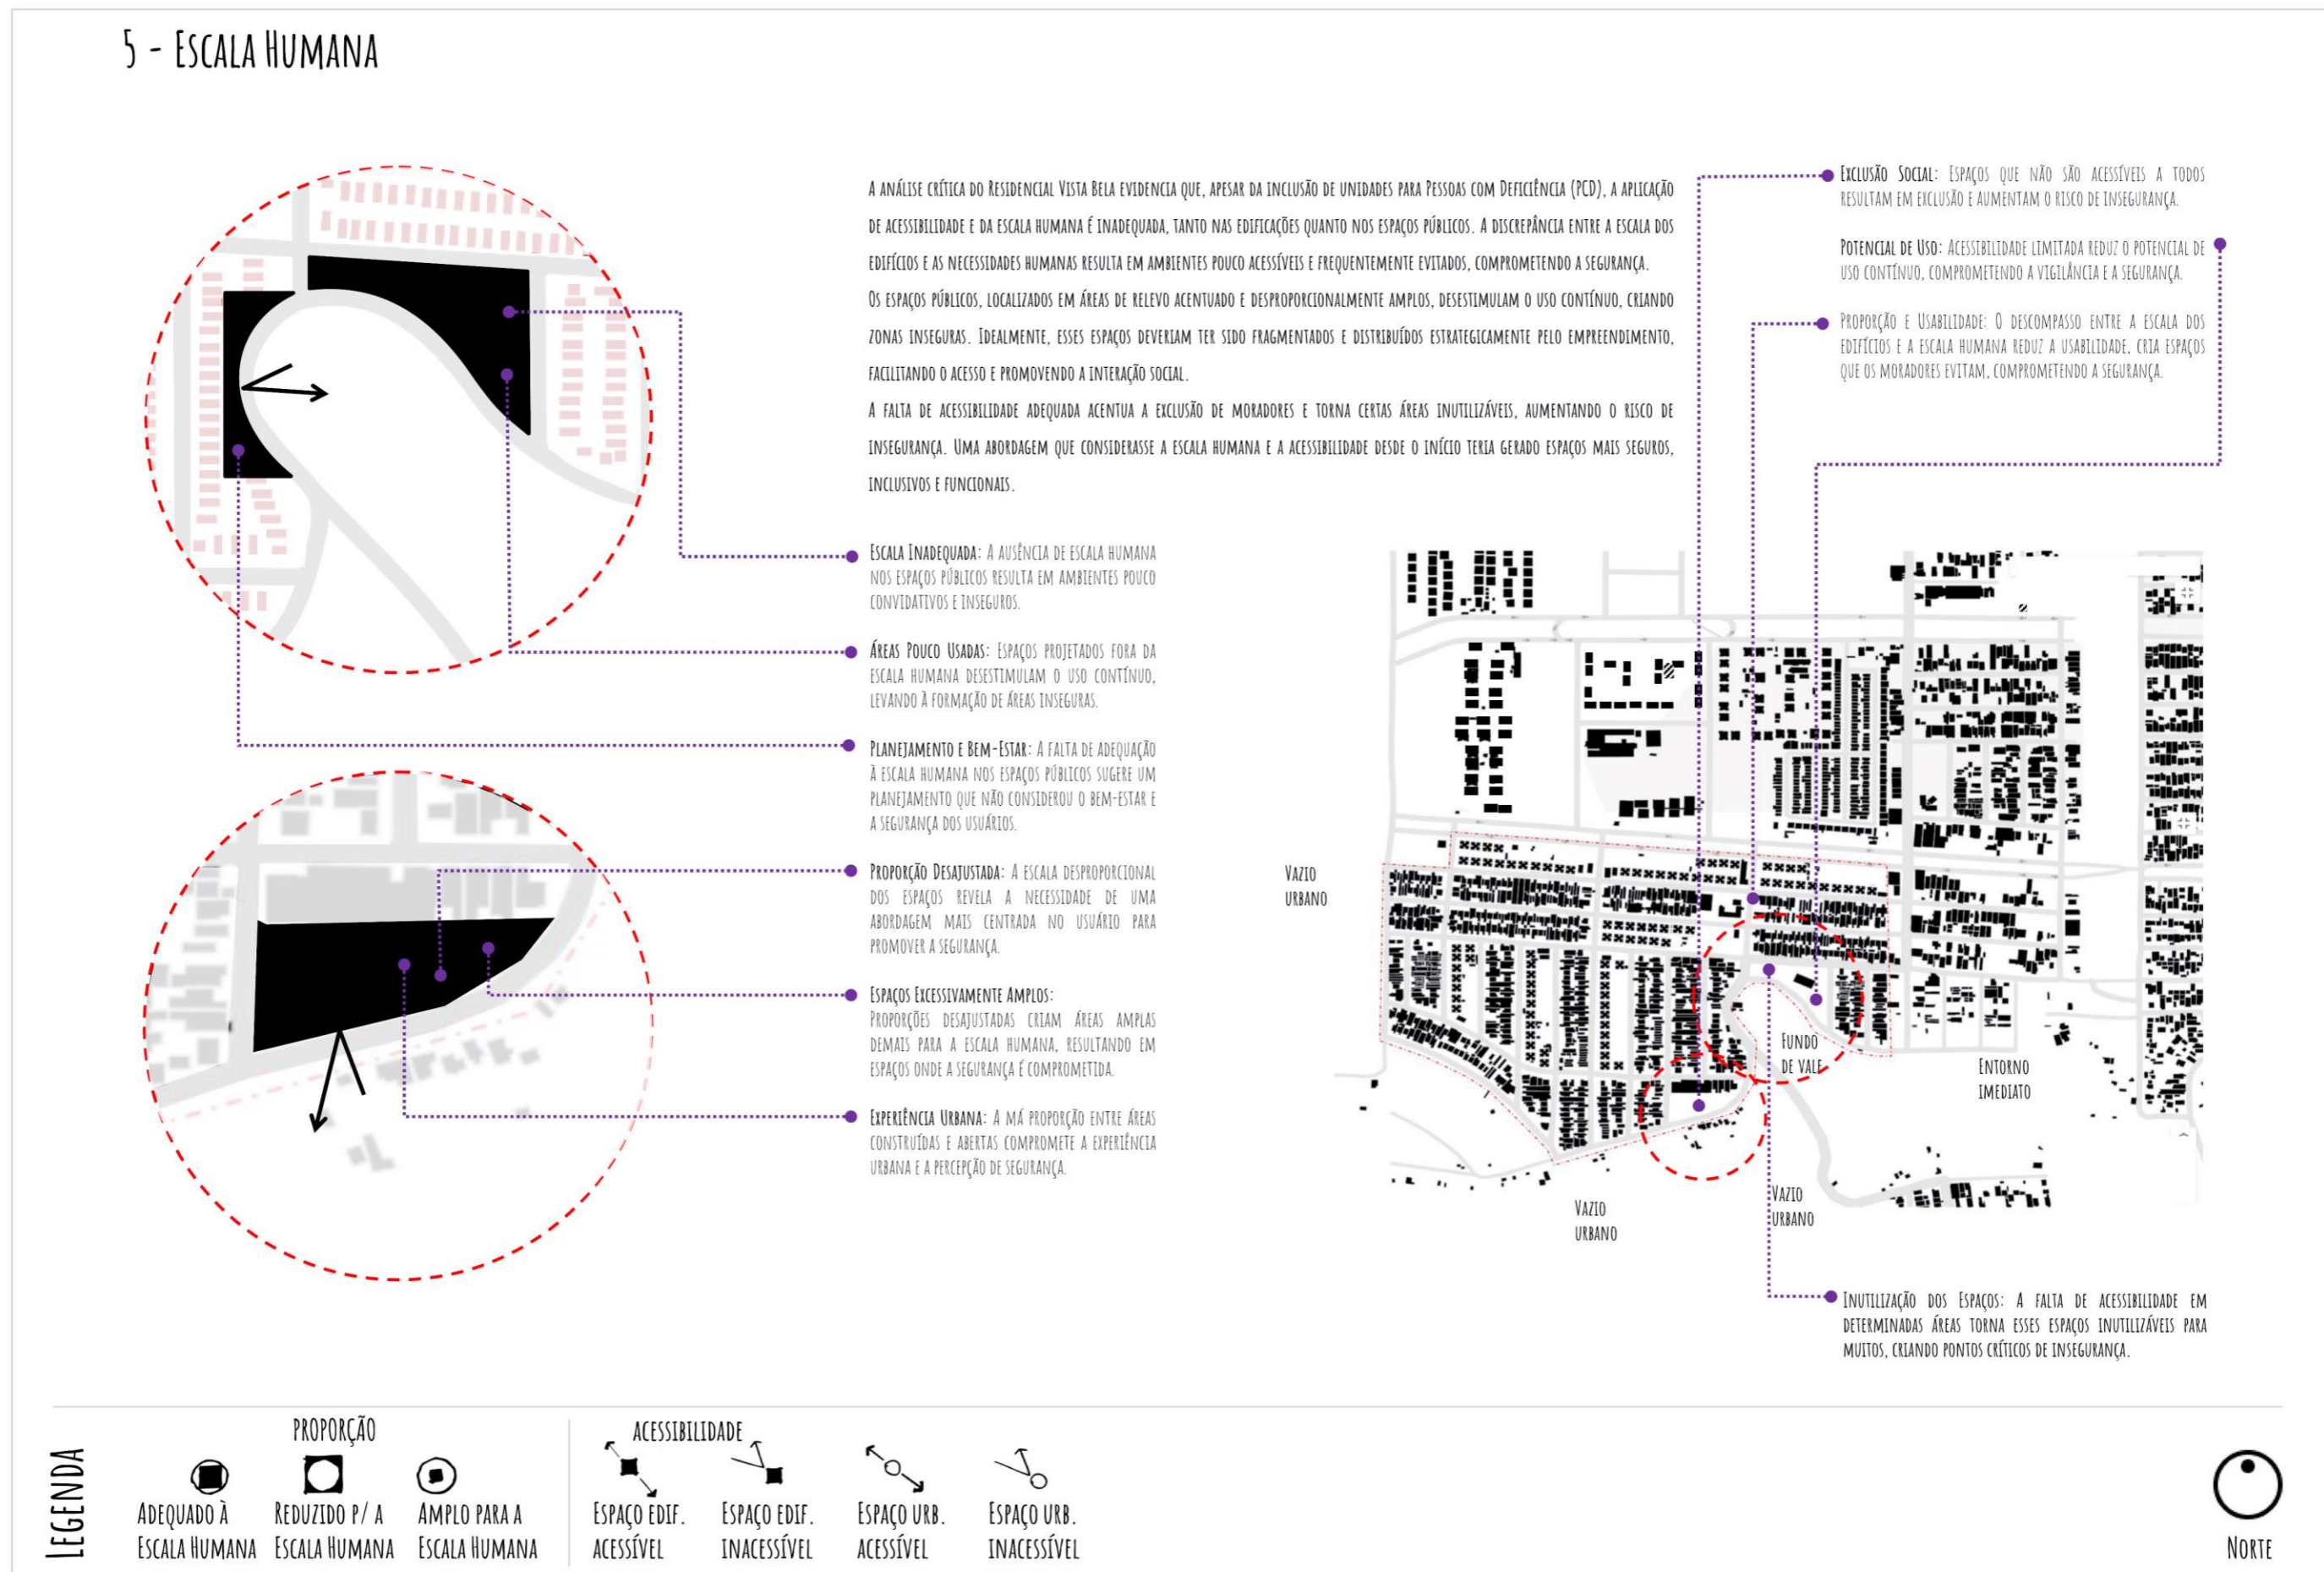 5 - Escala Humana
A análise crítica do Residencial Vista Bela evidencia que, apesar da inclusão de unidades para Pessoas com Deficiência (PCD), a aplicação
de acessibilidade e da escala humana é inadequada, tanto nas edificações quanto nos espaços públicos. A discrepância entre a escala dos
edifícios e as necessidades humanas resulta em ambientes pouco acessíveis e frequentemente evitados, comprometendo a segurança.
Os espaços públicos, localizados em áreas de relevo acentuado e desproporcionalmente amplos, desestimulam o uso contínuo, criando
zonas inseguras. Idealmente, esses espaços deveriam ter sido fragmentados e distribuídos estrategicamente pelo empreendimento,
facilitando o acesso e promovendo a interação social.
A falta de acessibilidade adequada acentua a exclusão de moradores e torna certas áreas inutilizáveis, aumentando o risco de
insegurança. Uma abordagem que considerasse a escala humana e a acessibilidade desde o início teria gerado espaços mais seguros,
inclusivos e funcionais.
Escala Inadequada: A ausência de escala humana
nos espaços públicos resulta em ambientes pouco
convidativos e inseguros.
Áreas Pouco Usadas: Espaços projetados fora da
escala humana desestimulam o uso contínuo,
levando à formação de áreas inseguras.
Planejamento e Bem-Estar: A falta de adequação
à escala humana nos espaços públicos sugere um
planejamento que não considerou o bem-estar e
a segurança dos usuários.
Proporção Desajustada: A escala desproporcional
dos espaços revela a necessidade de uma
abordagem mais centrada no usuário para
promover a segurança.
Espaços Excessivamente Amplos:
Proporções desajustadas criam áreas amplas
demais para a escala humana, resultando em
espaços onde a segurança é comprometida.
Experiência Urbana: A má proporção entre áreas
construídas e abertas compromete a experiência
urbana e a percepção de segurança.
Exclusão Social: Espaços que não são acessíveis a todos
resultam em exclusão e aumentam o risco de insegurança.
Potencial de Uso: Acessibilidade limitada reduz o potencial de
uso contínuo, comprometendo a vigilância e a segurança.
Proporção e Usabilidade: O descompasso entre a escala dos
edifícios e a escala humana reduz a usabilidade, cria espaços
que os moradores evitam, comprometendo a segurança.
Vazio
urbano
Fundo
de vale
Entorno
imediato
Vazio
urbano
Vazio
urbano
Inutilização dos Espaços: A falta de acessibilidade em
determinadas áreas torna esses espaços inutilizáveis para
muitos, criando pontos críticos de insegurança.
Legenda
PROPORÇÃO
Adequado à
Escala Humana
Reduzido p/ a
Escala Humana
Amplo para a
Escala Humana
ACESSIBILIDADE
Espaço edif.
acessível
Espaço edif.
inacessível
Espaço urb.
acessível
Espaço urb.
inacessível
Norte